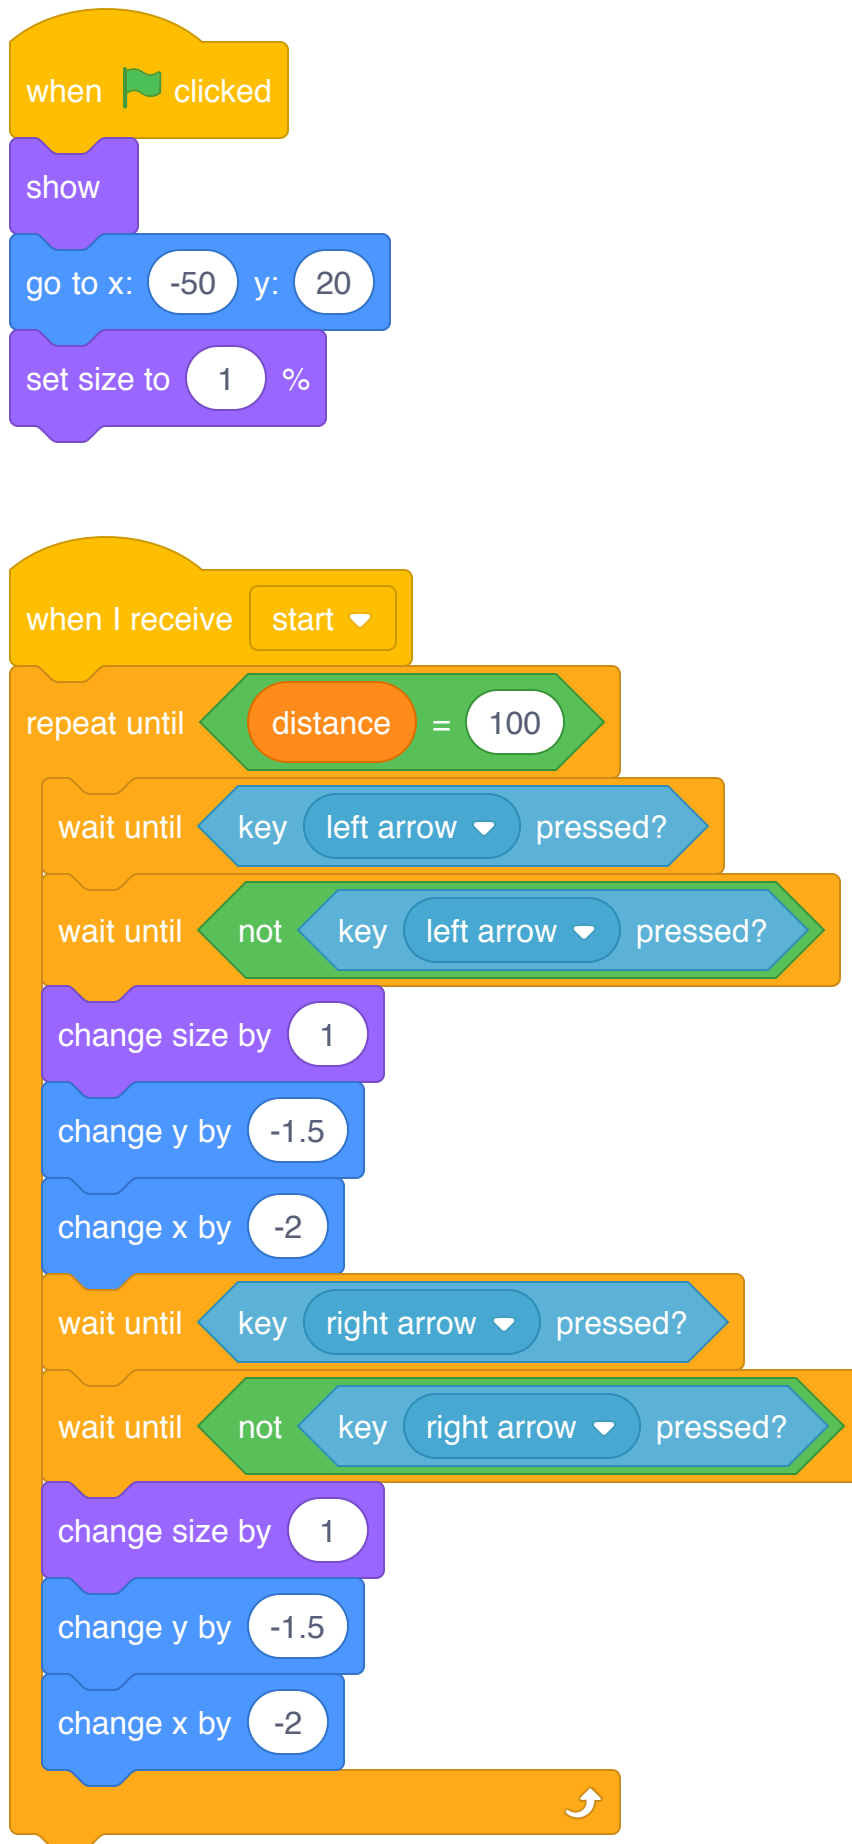 when clicked
show
go to x: -50 y: 20
set size to 1 %
when I receive start
repeat until distance = 100
wait until key left arrow pressed?
wait until not key left arrow pressed?
change size by 1
change y by -1.5
change x by -2
wait until key right arrow pressed?
wait until not key right arrow pressed?
change size by 1
change y by -1.5
change x by -2